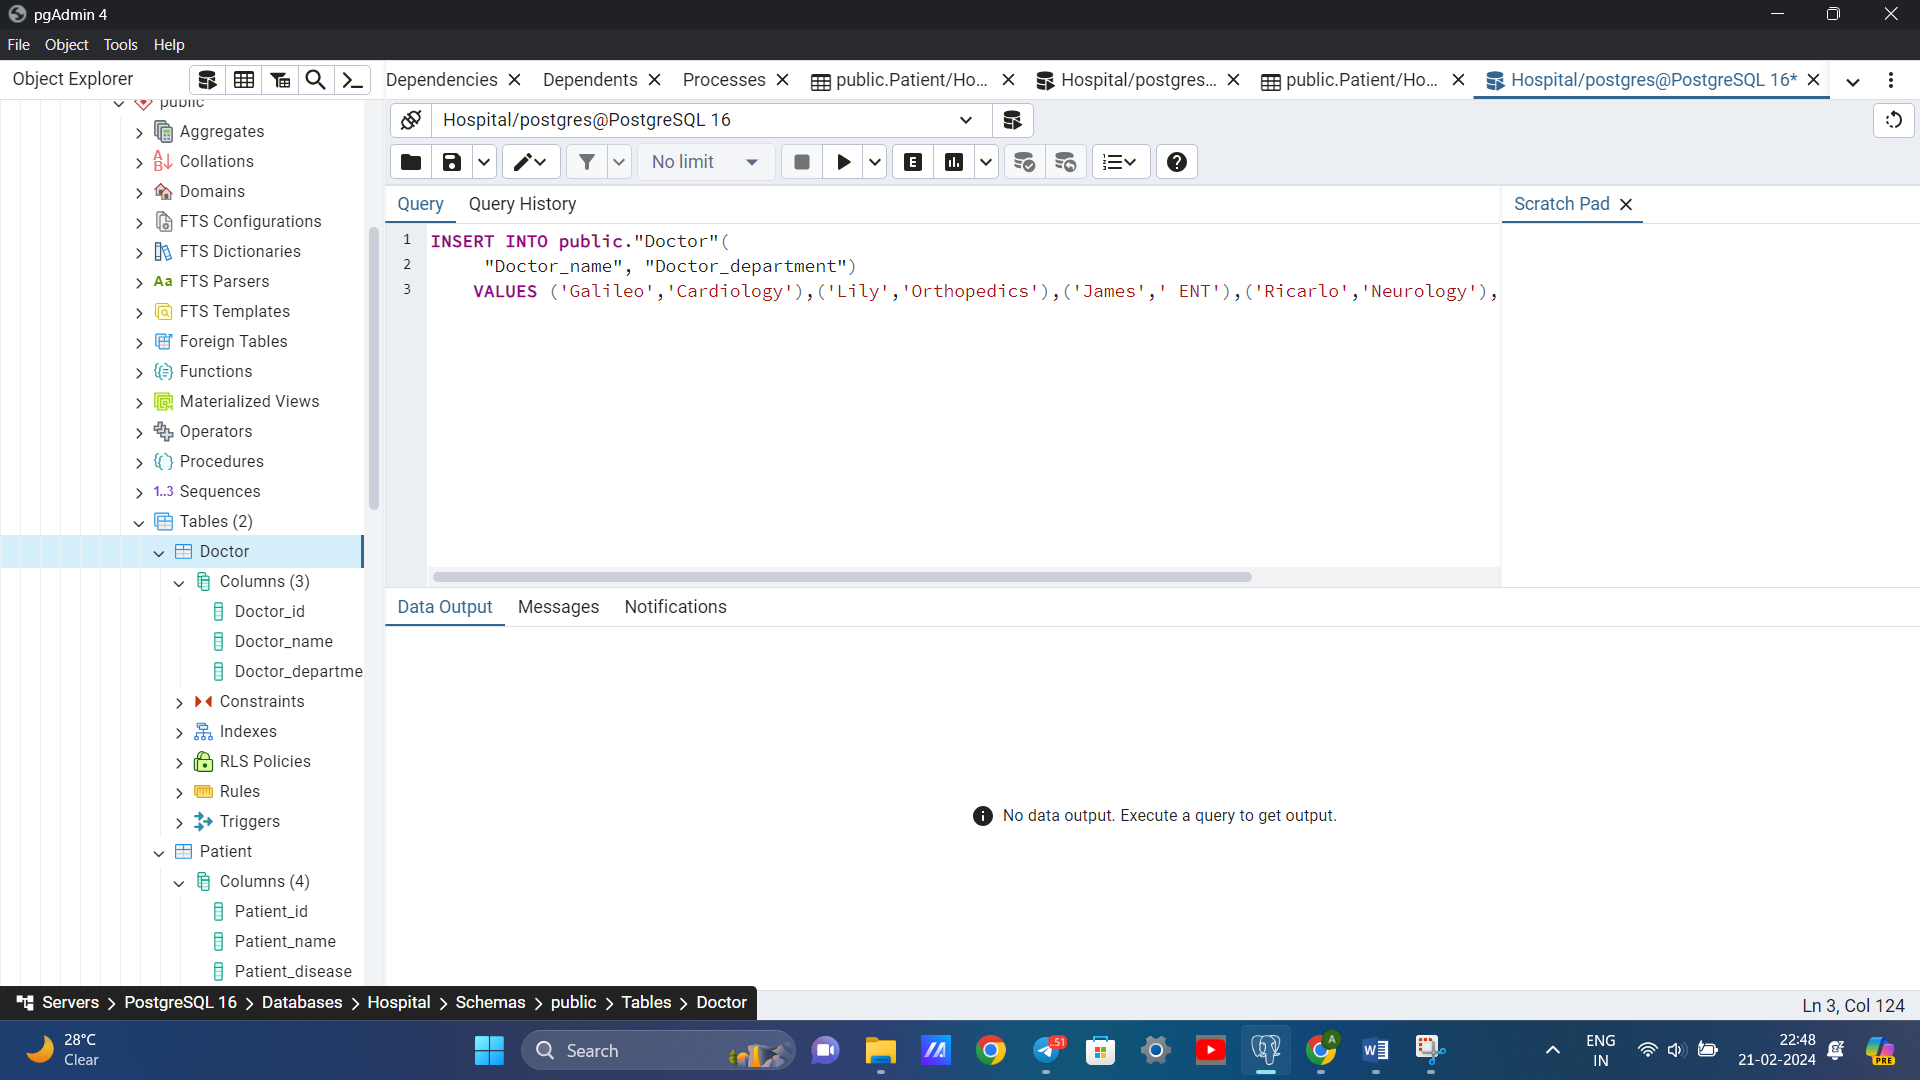 pgAdmin 4
File Object Tools Help
Object Explorer
Dependencies Dependents Processes public.Patient/Ho... Hospital/postgres... public.Patient/Ho... Hospital/postgres@PostgreSQL 16*
public
Aggregates
Collations
Domains
FTS Configurations
FTS Dictionaries
Aa FTS Parsers
FTS Templates
Foreign Tables
Functions
Materialized Views
Operators
Procedures
1..3 Sequences
Tables (2)
Doctor
Columns (3)
Doctor_id
Doctor_name
Doctor_departme
Constraints
Indexes
RLS Policies
Rules
Triggers
Patient
Columns (4)
Patient_id
Patient_name
Patient_disease
Hospital/postgres@PostgreSQL 16
No limit
E
Query Query History
Scratch Pad
1 INSERT INTO public."Doctor"(
2 "Doctor_name", "Doctor_department")
3 VALUES ('Galileo','Cardiology'),('Lily','Orthopedics'),('James',' ENT'),('Ricarlo','Neurology'),
Data Output Messages Notifications
No data output. Execute a query to get output.
Servers > PostgreSQL 16 > Databases > Hospital > Schemas > public > Tables > Doctor
Ln 3, Col 124
28°C
Clear
Search
..51
A
ENG
IN
22:48
21-02-2024
PRE